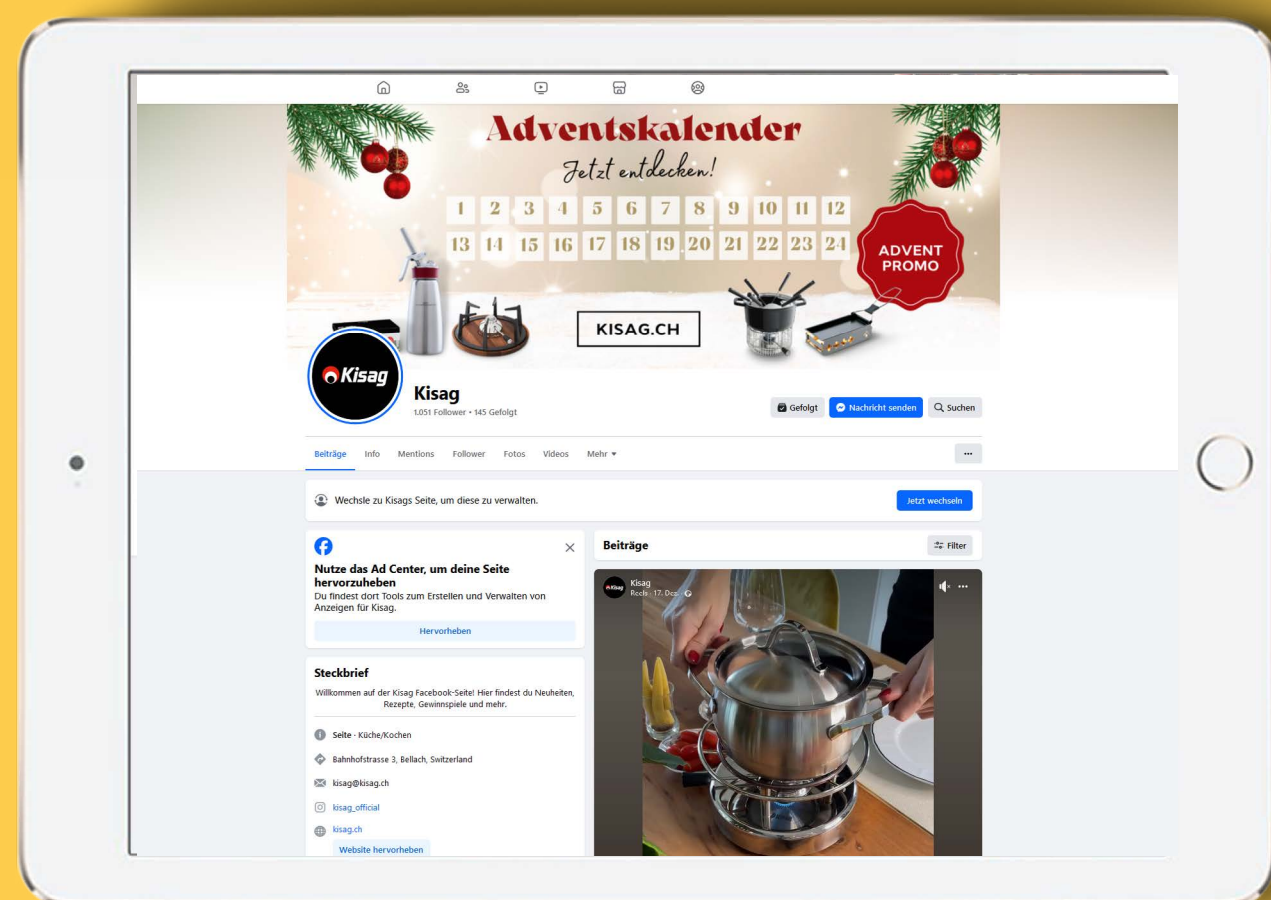 Adventskalender
Jetzt entdecken!
1 2 3 4 5 6 7 8 9 10 11 12
13 14 15 16 17 18 19 20 21 22 23 24
ADVENT
PROMO
KISAG.CH
Kisag
Kisag
1.051 Follower • 145 Gefolgt
Gefolgt
Nachricht senden
Suchen
Beiträge Info Mentions Follower Fotos Videos Mehr
Wechsle zu Kisags Seite, um diese zu verwalten.
Jetzt wechseln
Nutze das Ad Center, um deine Seite
hervorzuheben
Du findest dort Tools zum Erstellen und Verwalten von
Anzeigen für Kisag.
Hervorheben
Steckbrief
Willkommen auf der Kisag Facebook-Seite! Hier findest du Neuheiten,
Rezepte, Gewinnspiele und mehr.
Seite · Küche/Kochen
Bahnhofstrasse 3, Bellach, Switzerland
kisag@kisag.ch
kisag_official
kisag.ch
Website hervorheben
Beiträge
Filter
Kisag
Kisag
Reels · 17. Dez. ·